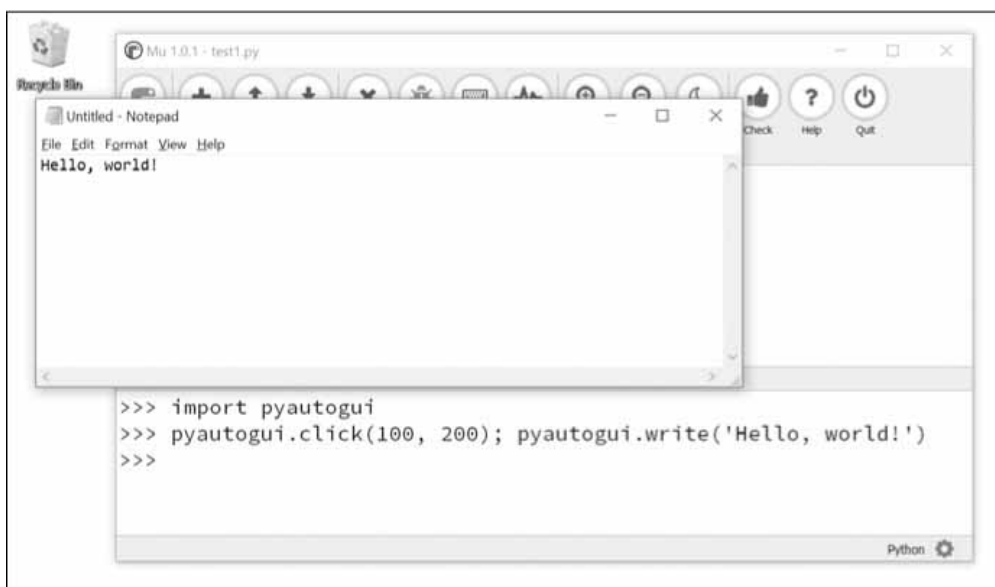 Recycle Bin
Mu 1.0.1 - test1.py
Check Help Quit
Untitled - Notepad
File Edit Format View Help
Hello, world!
>>> import pyautogui
>>> pyautogui.click(100, 200); pyautogui.write('Hello, world!')
>>>
Python